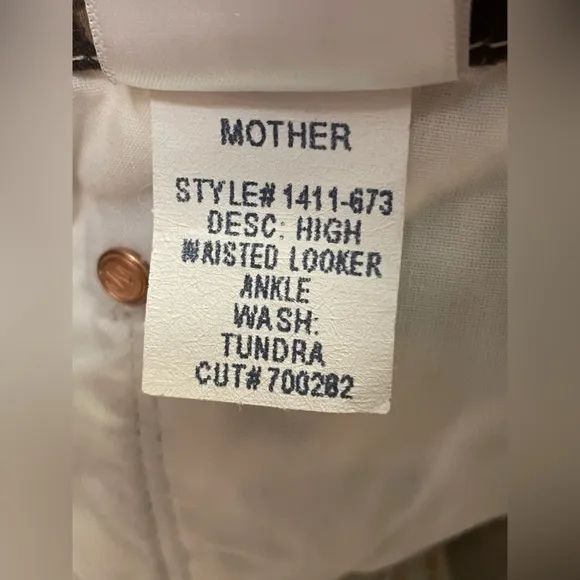 MOTHER
STYLE# 1411-673
DESC: HIGH
WAISTED LOOKER
ANKLE
WASH:
TUNDRA
CUT# 700282